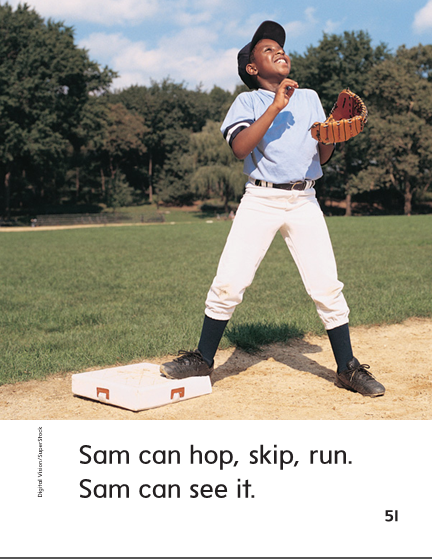 Digital Vision/SuperStock
Sam can hop, skip, run.
Sam can see it.
51